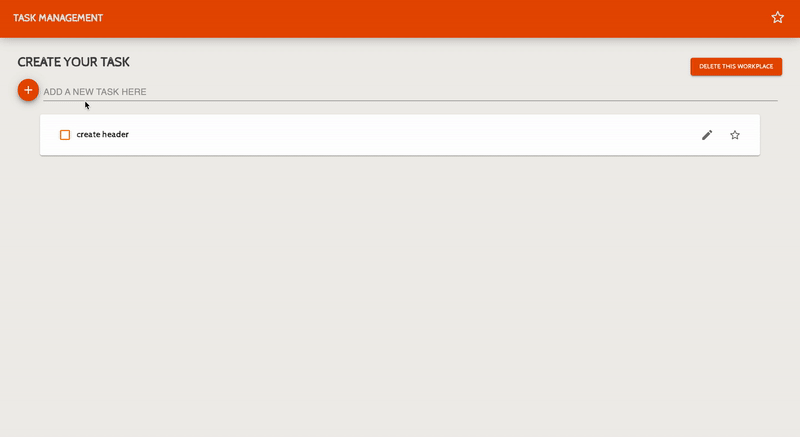 TASK MANAGEMENT
CREATE YOUR TASK
DELETE THIS WORKPLACE
ADD A NEW TASK HERE
create header